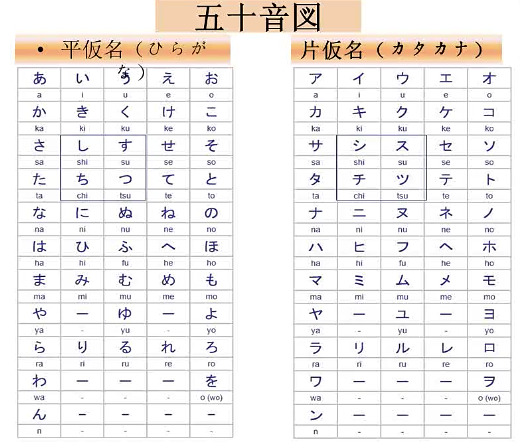 五十音図
• 平仮名（ひらがな）
あ い う え お
a i u e o
か き く け こ
ka ki ku ke ko
さ し す せ そ
sa shi su se so
た ち つ て と
ta chi tsu te to
な に ぬ ね の
na ni nu ne no
は ひ ふ へ ほ
ha hi fu he ho
ま み む め も
ma mi mu me mo
や ー ゆ ー よ
ya - yu - yo
ら り る れ ろ
ra ri ru re ro
わ ー ー ー を
wa - - - o (wo)
ん － － － －
n - - - -
片仮名（カタカナ）
ア イ ウ エ オ
a i u e o
カ キ ク ケ コ
ka ki ku ke ko
サ シ ス セ ソ
sa shi su se so
タ チ ツ テ ト
ta chi tsu te to
ナ ニ ヌ ネ ノ
na ni nu ne no
ハ ヒ フ ヘ ホ
ha hi fu he ho
マ ミ ム メ モ
ma mi mu me mo
ヤ ー ユ ー ヨ
ya - yu - yo
ラ リ ル レ ロ
ra ri ru re ro
ワ ー ー ー ヲ
wa - - - o (wo)
ン ー ー ー ー
n - - - -